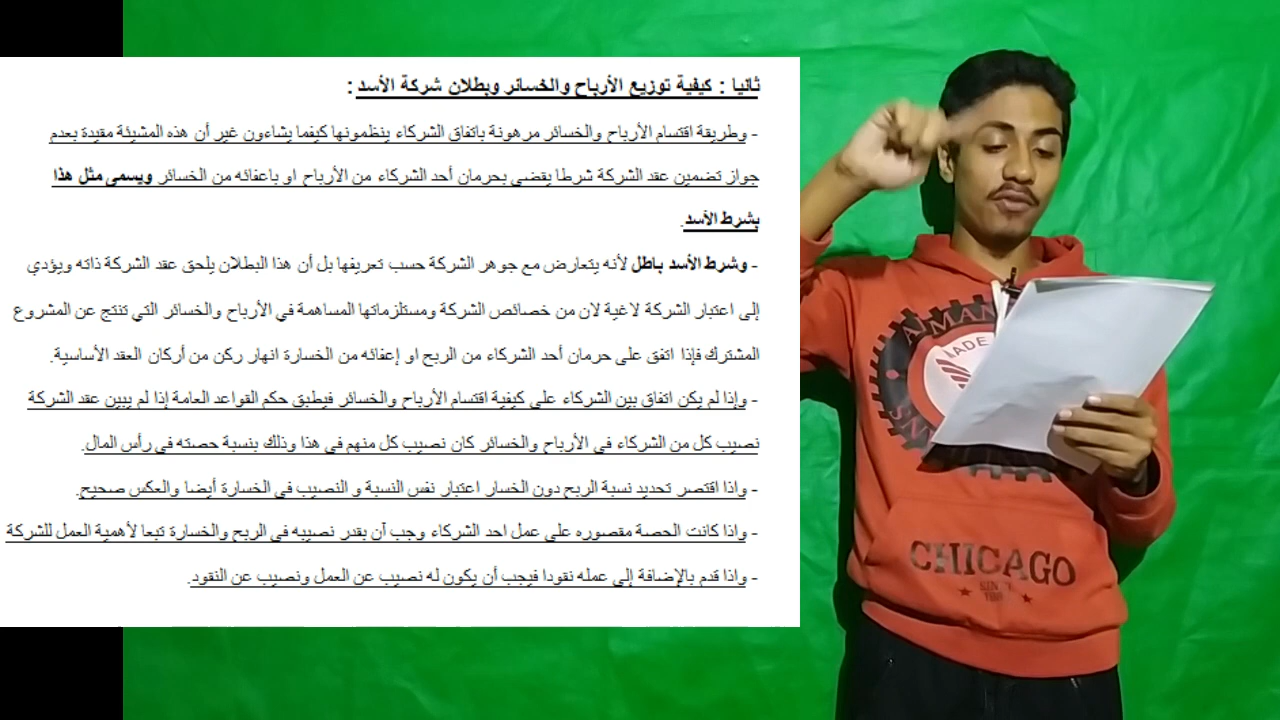 ثانيا : كيفية توزيع الأرباح والخسائر وبطلان شركة الأسد :
- وطريقة اقتسام الأرباح والخسائر مرهونة باتفاق الشركاء ينظمونها كيفما يشاءون غير أن هذه المشيئة مقيدة بعدم
جواز تضمين عقد الشركة شرطا يقضي بحرمان أحد الشركاء من الأرباح او باعفائه من الخسائر ويسمى مثل هذا
بشرط الأسد.
- وشرط الأسد باطل لأنه يتعارض مع جوهر الشركة حسب تعريفها بل أن هذا البطلان يلحق عقد الشركة ذاته ويؤدي
إلى اعتبار الشركة لاغية لان من خصائص الشركة ومستلزماتها المساهمة في الأرباح والخسائر التي تنتج عن المشروع
المشترك فإذا اتفق على حرمان أحد الشركاء من الربح او إعفائه من الخسارة انهار ركن من أركان العقد الأساسية.
- وإذا لم يكن اتفاق بين الشركاء على كيفية اقتسام الأرباح والخسائر فيطبق حكم القواعد العامة إذا لم يبين عقد الشركة
نصيب كل من الشركاء في الأرباح والخسائر كان نصيب كل منهم في هذا وذلك بنسبة حصته في رأس المال.
- واذا اقتصر تحديد نسبة الربح دون الخسار اعتبار نفس النسبة و النصيب في الخسارة أيضا والعكس صحيح.
- واذا كانت الحصة مقصوره على عمل احد الشركاء وجب آن يقدر نصيبه في الربح والخسارة تبعا لأهمية العمل للشركة
- واذا قدم بالإضافة إلى عمله نقودا فيجب أن يكون له نصيب عن العمل ونصيب عن النقود.
MADE
CHICAGO